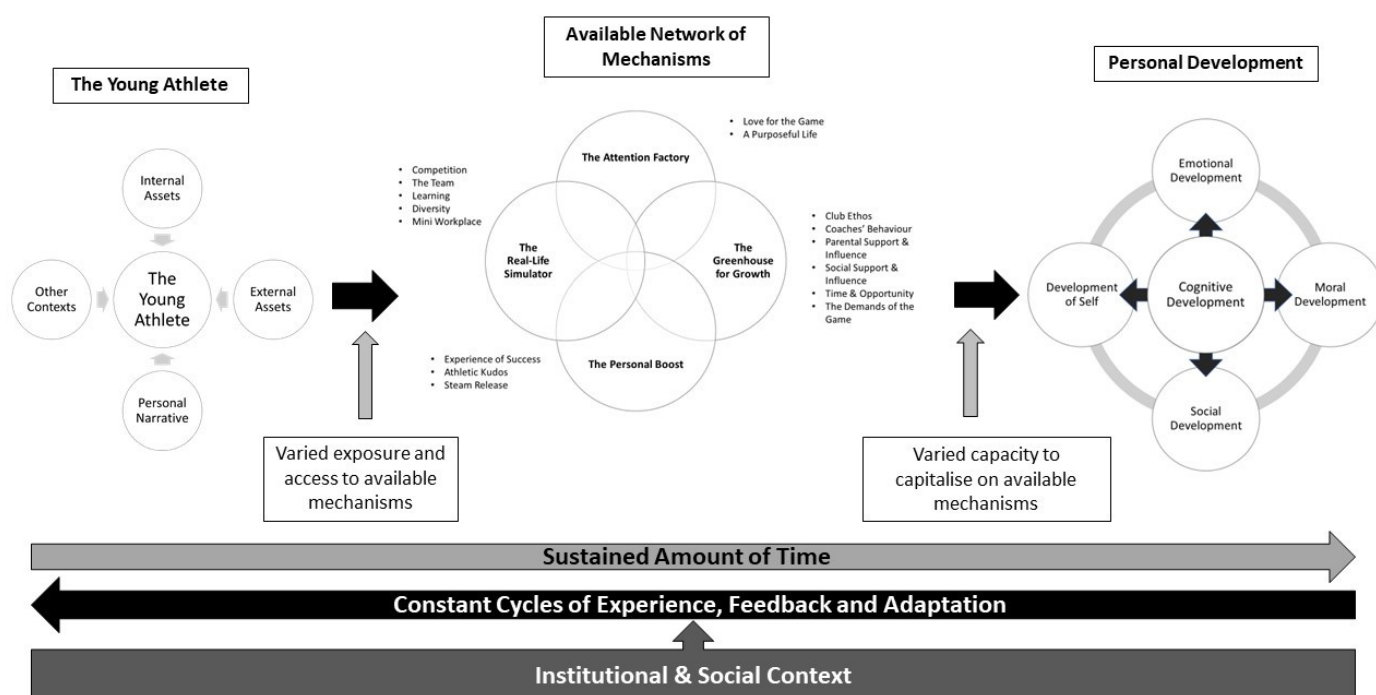 The Young Athlete
Internal
Assets
Other
Contexts
The
Young
Athlete
External
Assets
Personal
Narrative
Varied exposure and
access to available
mechanisms
Available Network of
Mechanisms
• Love for the Game
• A Purposeful Life
The Attention Factory
• Competition
• The Team
• Learning
• Diversity
• Mini Workplace
The
Real-Life
Simulator
The
Greenhouse
for Growth
• Club Ethos
• Coaches' Behaviour
• Parental Support &
Influence
• Social Support &
Influence
• Time & Opportunity
• The Demands of the
Game
The Personal Boost
• Experience of Success
• Athletic Kudos
• Steam Release
Varied capacity to
capitalise on available
mechanisms
Personal Development
Emotional
Development
Development
of Self
Cognitive
Development
Moral
Development
Social
Development
Sustained Amount of Time
Constant Cycles of Experience, Feedback and Adaptation
Institutional & Social Context